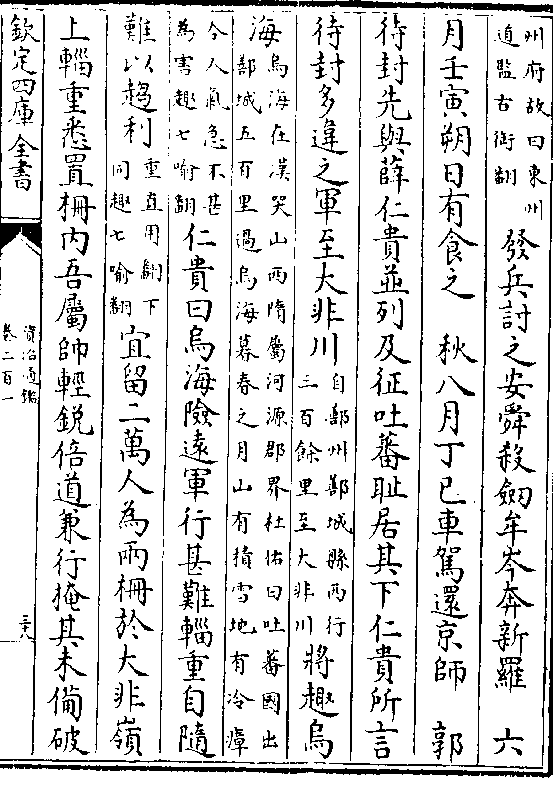 州府故曰東州
道監古銜翻
發兵討之安舜殺劒牟岑奔新羅　六
月壬寅朔日有食之　秋八月丁巳車駕還京師　郭
待封先與薛仁貴並列及征吐蕃耻居其下仁貴所言
待封多違之軍至大非川
自鄯州鄯城縣西行
三百餘里至大非川
將趣烏
海
烏海在漢哭山西隋屬河源郡界杜佑曰吐蕃國出
鄯城五百里過烏海暮春之月山有積雪地有冷瘴
令人氣急不甚
為害趣七喻翻
仁貴曰烏海險遠軍行甚難輜重自隨
難以趨利
重直用翻下
同趣七喻翻
宜留二萬人為兩柵於大非嶺
上輜重悉置柵内吾屬帥輕銳倍道兼行掩其未備破
欽定四庫全書
資治通鑑
卷二百一
三十八